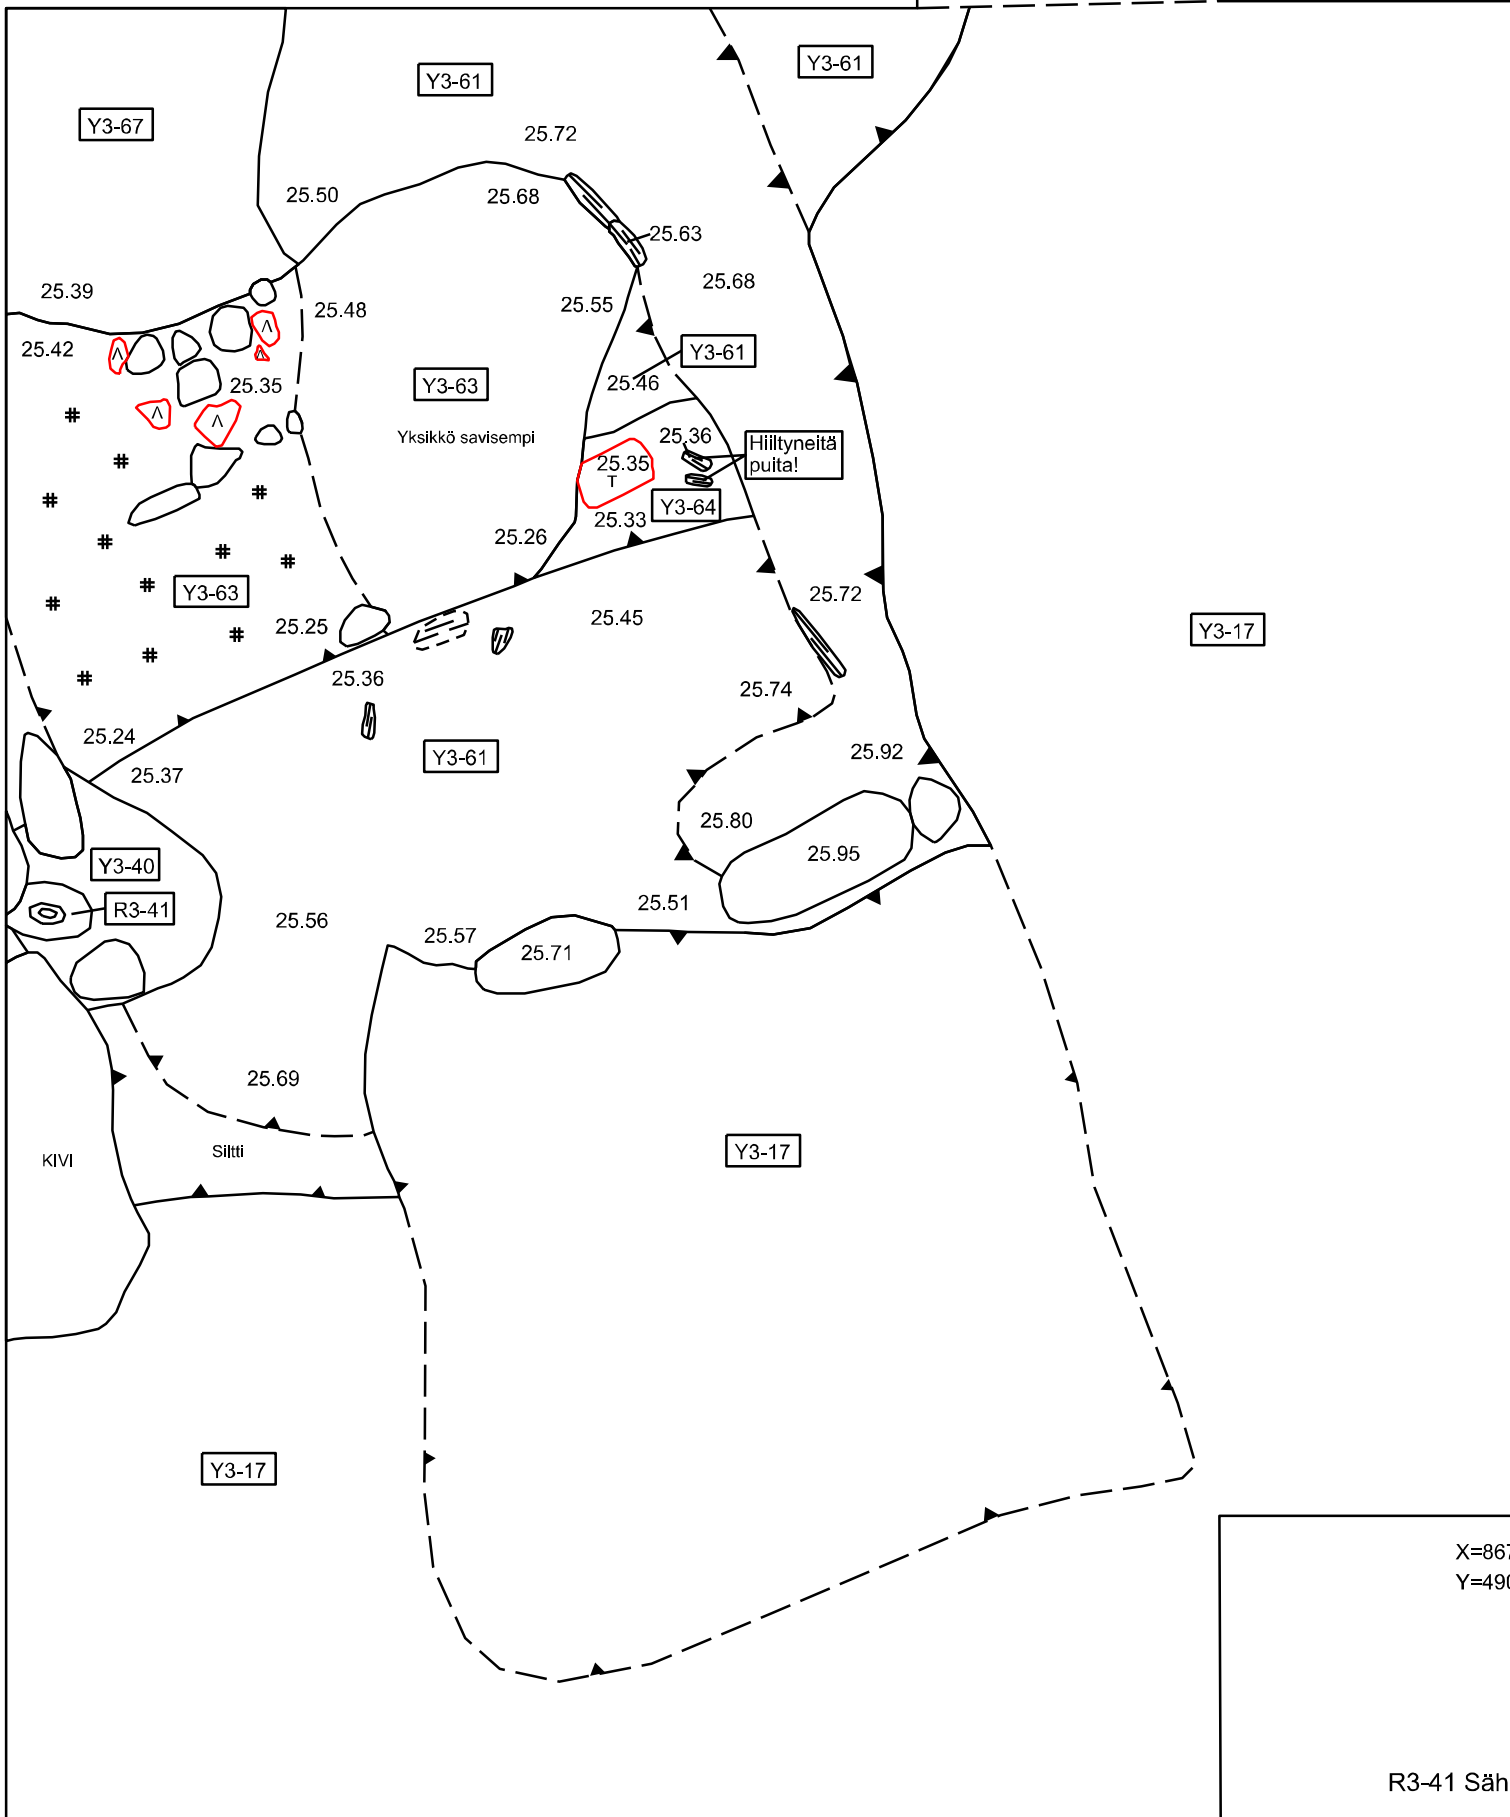 Y3-61
Y3-61
Y3-67
25.72
25.50
25.68
25.63
25.68
25.39
25.48
25.55
25.42
Y3-61
25.35
Y3-63
25.46
Yksikkö savisempi
25.36
Hiiltyneitä
puita!
25.35
T
Y3-64
25.33
25.26
Y3-63
25.72
25.25
25.45
Y3-17
25.36
25.74
25.24
Y3-61
25.92
25.37
25.80
25.95
Y3-40
R3-41
25.51
25.56
25.57
25.71
25.69
Siltti
KIVI
Y3-17
Y3-17
X=867
Y=490
R3-41 Säh